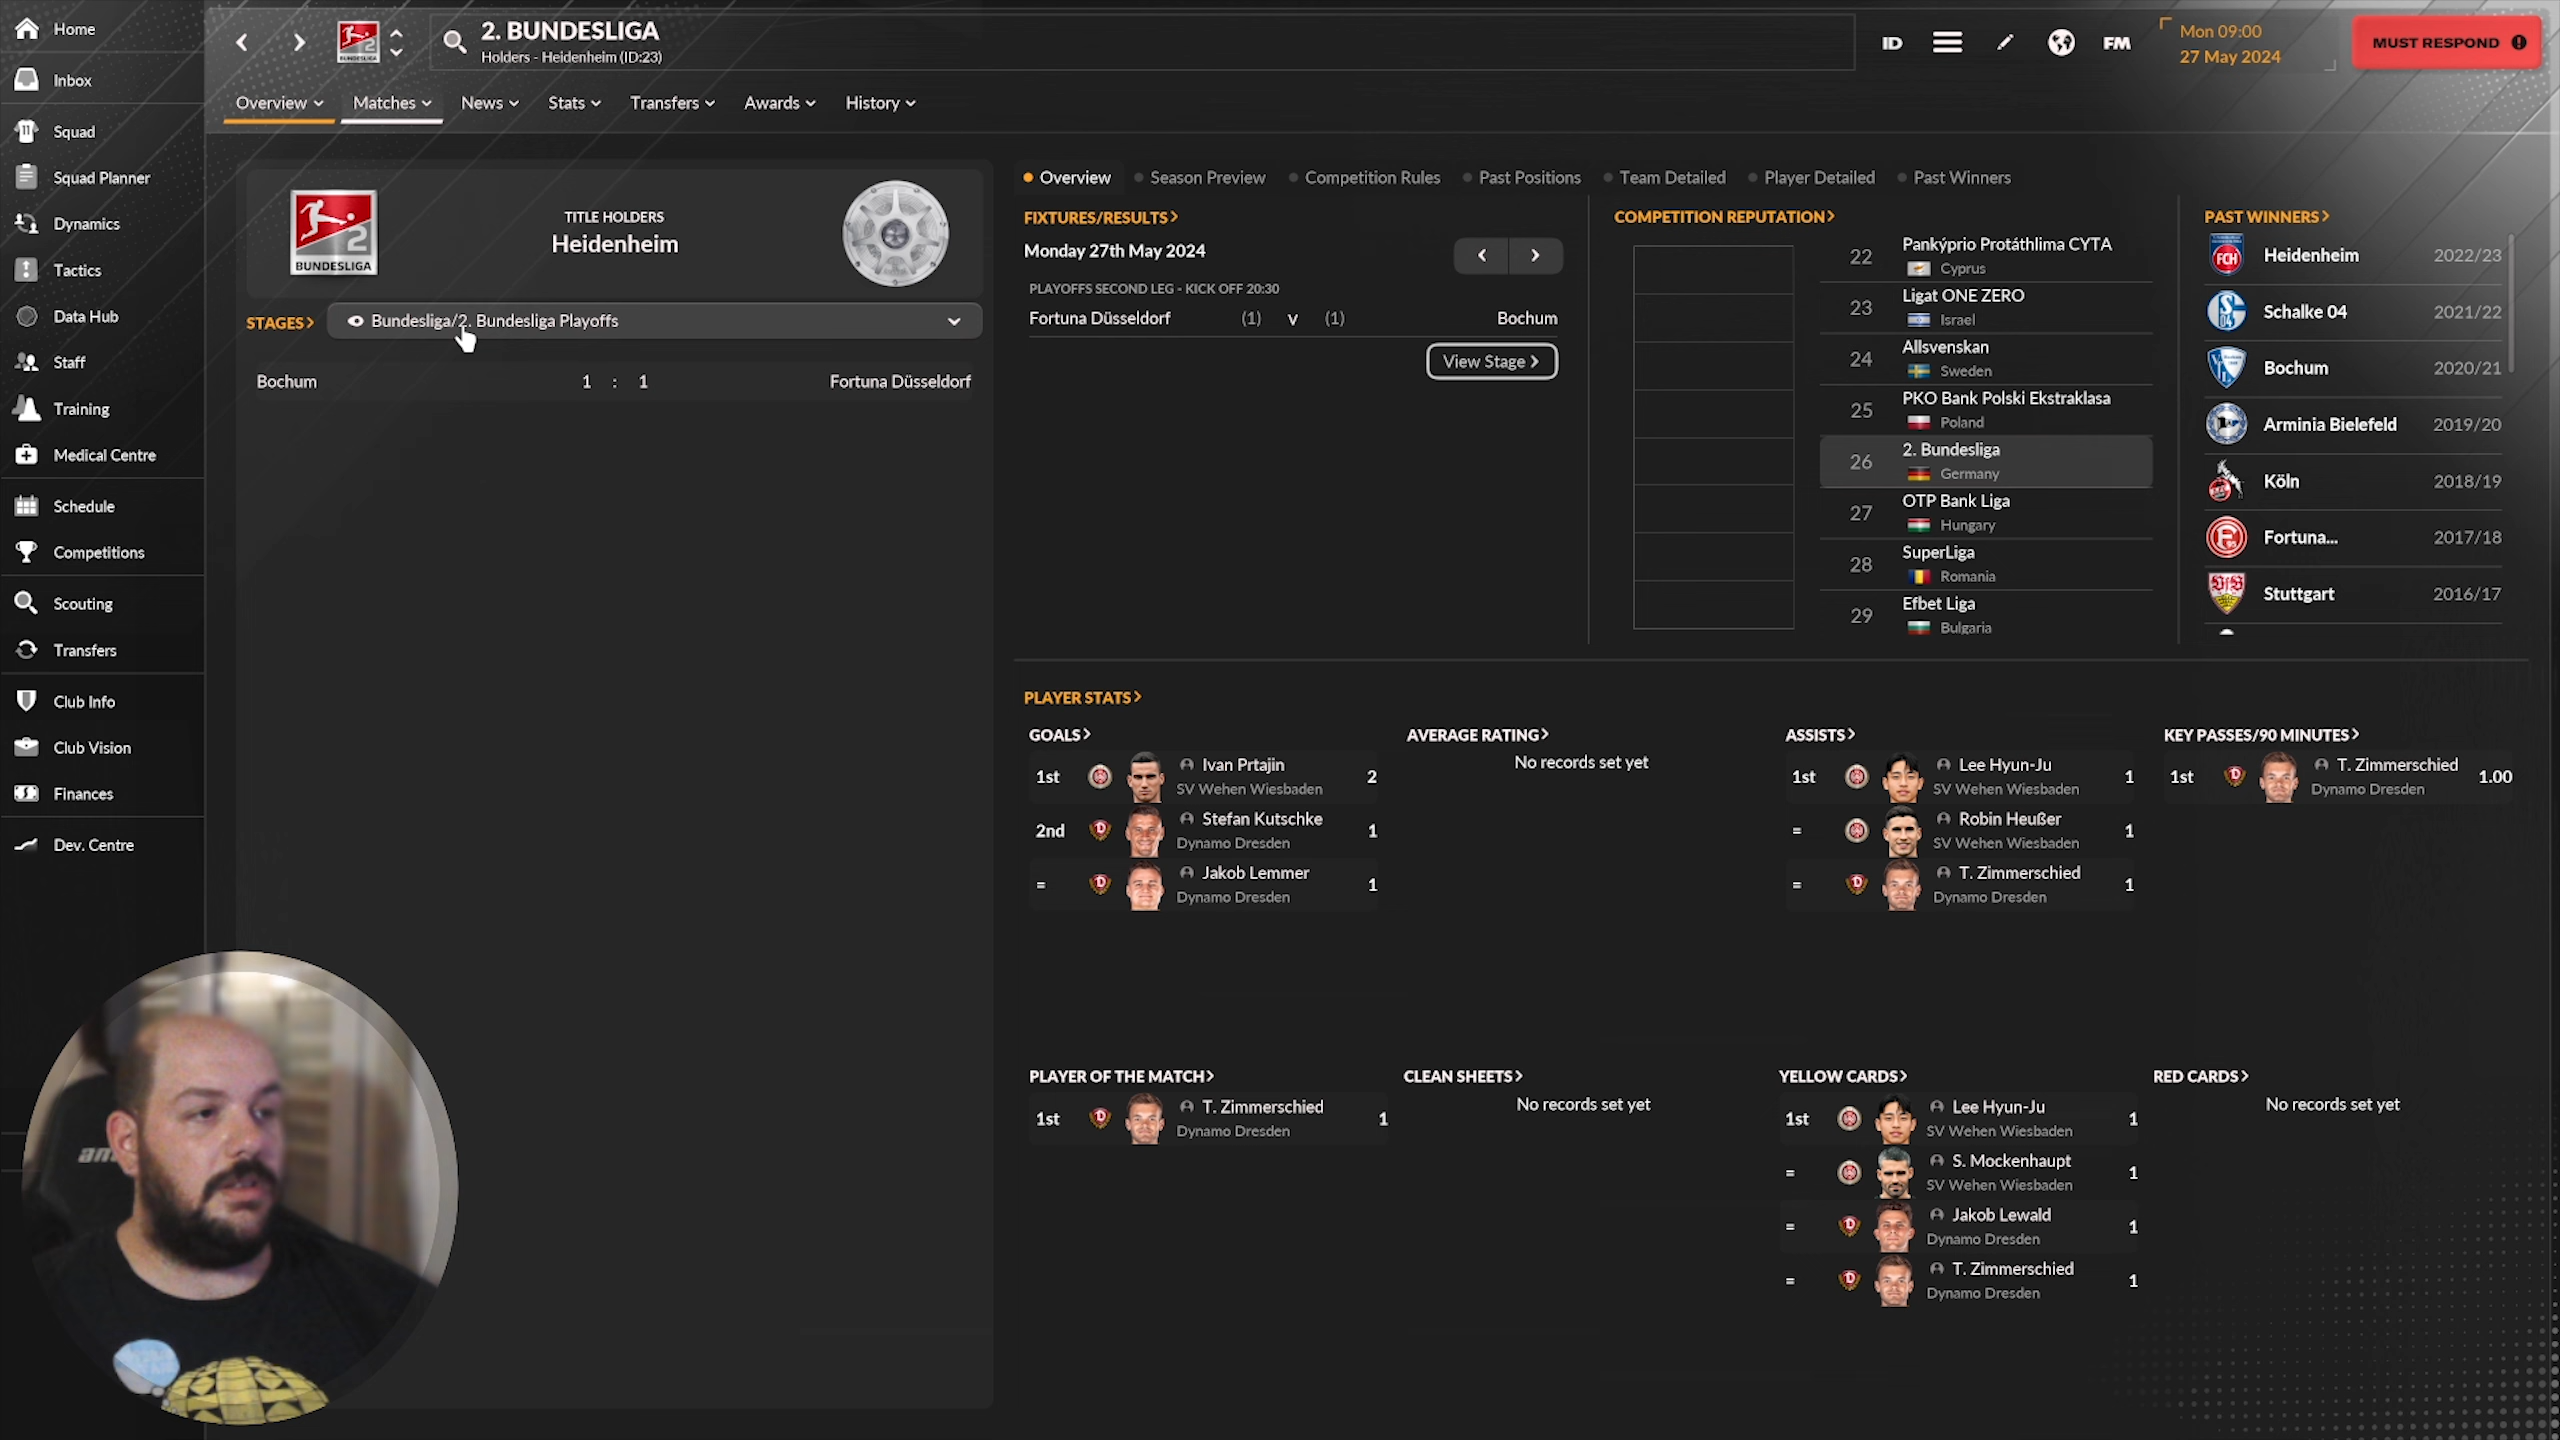 Home
Inbox
Squad
Squad Planner
Dynamics
Tactics
Data Hub
Staff
Training
Medical Centre
Schedule
Competitions
Scouting
Transfers
Club Info
Club Vision
Finances
Dev. Centre
BUNDESLIGA
2. BUNDESLIGA
Holders - Heidenheim (ID:23)
ID
FM
Mon 09:00
27 May 2024
MUST RESPOND
Overview
Matches
News
Stats
Transfers
Awards
History
2
BUNDESLIGA
TITLE HOLDERS
Heidenheim
STAGES
Bundesliga/2. Bundesliga Playoffs
Bochum 1 : 1 Fortuna Düsseldorf
Overview
Season Preview
Competition Rules
Past Positions
Team Detailed
Player Detailed
Past Winners
FIXTURES/RESULTS
Monday 27th May 2024
PLAYOFFS SECOND LEG - KICK OFF 20:30
Fortuna Düsseldorf (1) v (1) Bochum
View Stage
COMPETITION REPUTATION
22 Pankýprio Protáthlima CYTA
Cyprus
23 Ligat ONE ZERO
Israel
24 Allsvenskan
Sweden
25 PKO Bank Polski Ekstraklasa
Poland
26 2. Bundesliga
Germany
27 OTP Bank Liga
Hungary
28 SuperLiga
Romania
29 Efbet Liga
Bulgaria
PAST WINNERS
Heidenheim 2022/23
Schalke 04 2021/22
Bochum 2020/21
Arminia Bielefeld 2019/20
Köln 2018/19
Fortuna... 2017/18
Stuttgart 2016/17
PLAYER STATS
GOALS
1st Ivan Prtajin 2
SV Wehen Wiesbaden
2nd Stefan Kutschke 1
Dynamo Dresden
= Jakob Lemmer 1
Dynamo Dresden
AVERAGE RATING
No records set yet
ASSISTS
1st Lee Hyun-Ju 1
SV Wehen Wiesbaden
= Robin Heußer 1
SV Wehen Wiesbaden
= T. Zimmerschied 1
Dynamo Dresden
KEY PASSES/90 MINUTES
1st T. Zimmerschied 1.00
Dynamo Dresden
PLAYER OF THE MATCH
1st T. Zimmerschied 1
Dynamo Dresden
CLEAN SHEETS
No records set yet
YELLOW CARDS
1st Lee Hyun-Ju 1
SV Wehen Wiesbaden
= S. Mockenhaupt 1
SV Wehen Wiesbaden
= Jakob Lewald 1
Dynamo Dresden
= T. Zimmerschied 1
Dynamo Dresden
RED CARDS
No records set yet